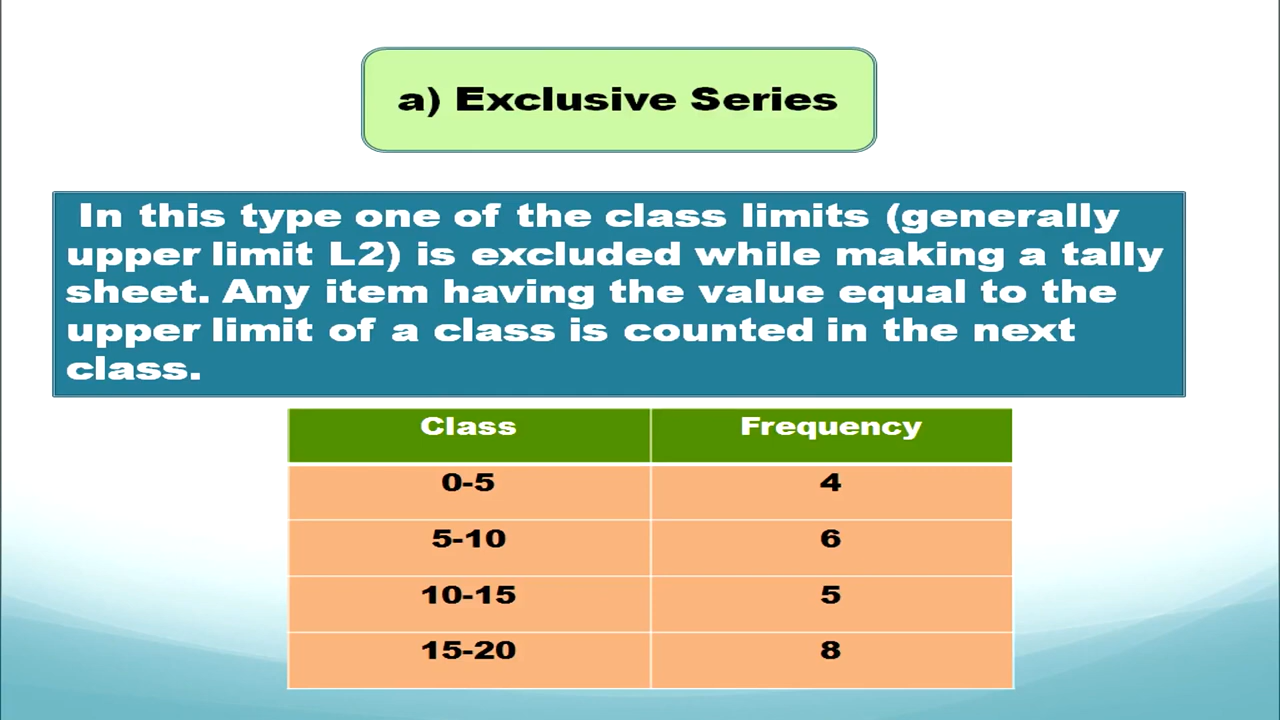 a) Exclusive Series
In this type one of the class limits (generally
upper limit L2) is excluded while making a tally
sheet. Any item having the value equal to the
upper limit of a class is counted in the next
class.
Class Frequency
0-5 4
5-10 6
10-15 5
15-20 8